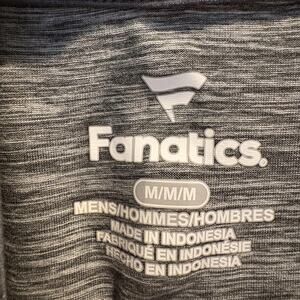 Fanatics.
M/M/M
MENS/HOMMES/HOMBRES
MADE IN INDONESIA
FABRIQUÉ EN INDONÉSIE
HECHO EN INDONESIA